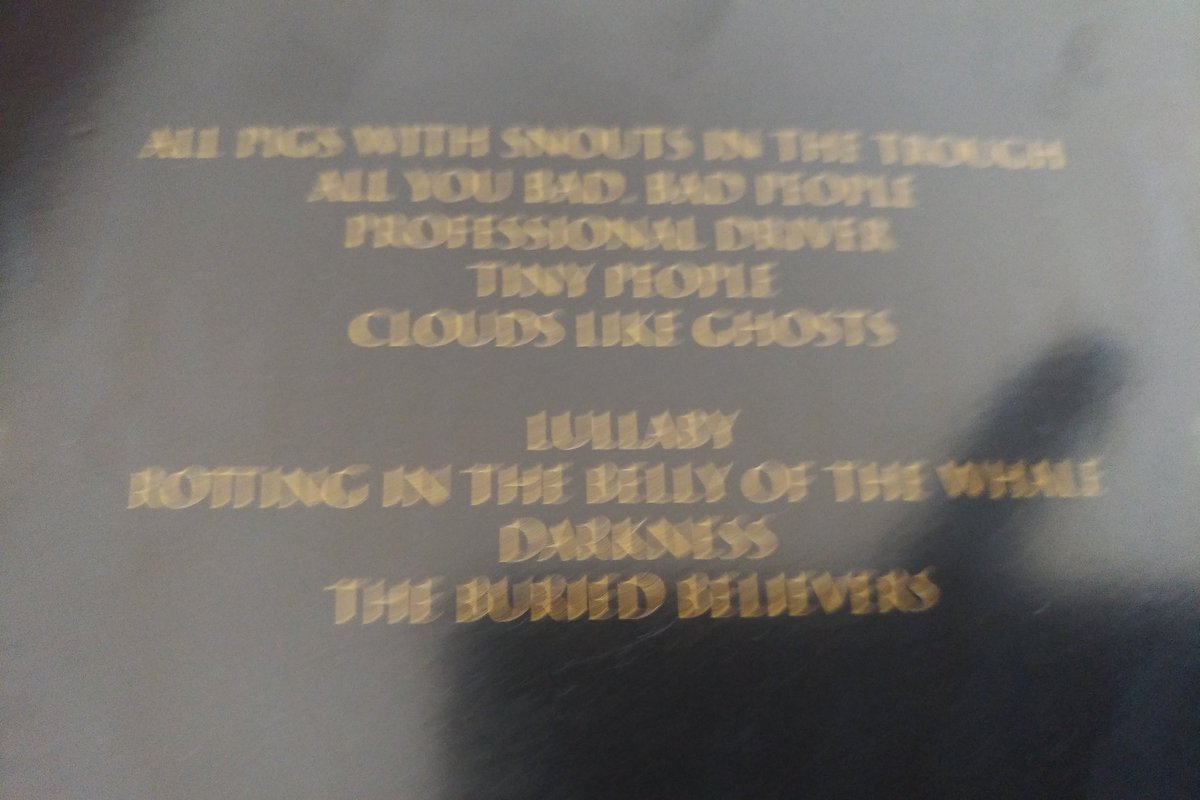 ALL PIGS WITH SNOUTS IN THE TROUGH
ALL YOU BAD, BAD PEOPLE
PROFESSIONAL DRIVER
TINY PEOPLE
CLOUDS LIKE GHOSTS
LULLABY
ROTTING IN THE BELLY OF THE WHALE
DARKNESS
THE BURIED BELIEVERS